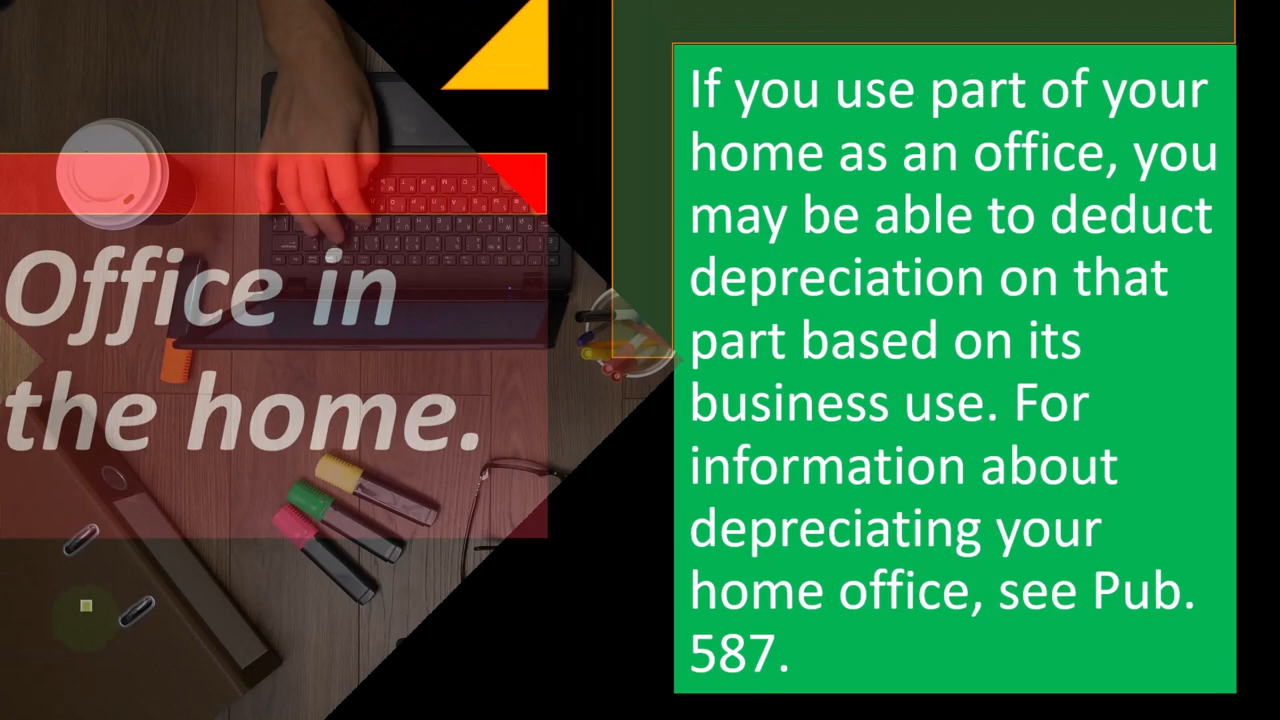 Office in
the home.
If you use part of your
home as an office, you
may be able to deduct
depreciation on that
part based on its
business use. For
information about
depreciating your
home office, see Pub.
587.